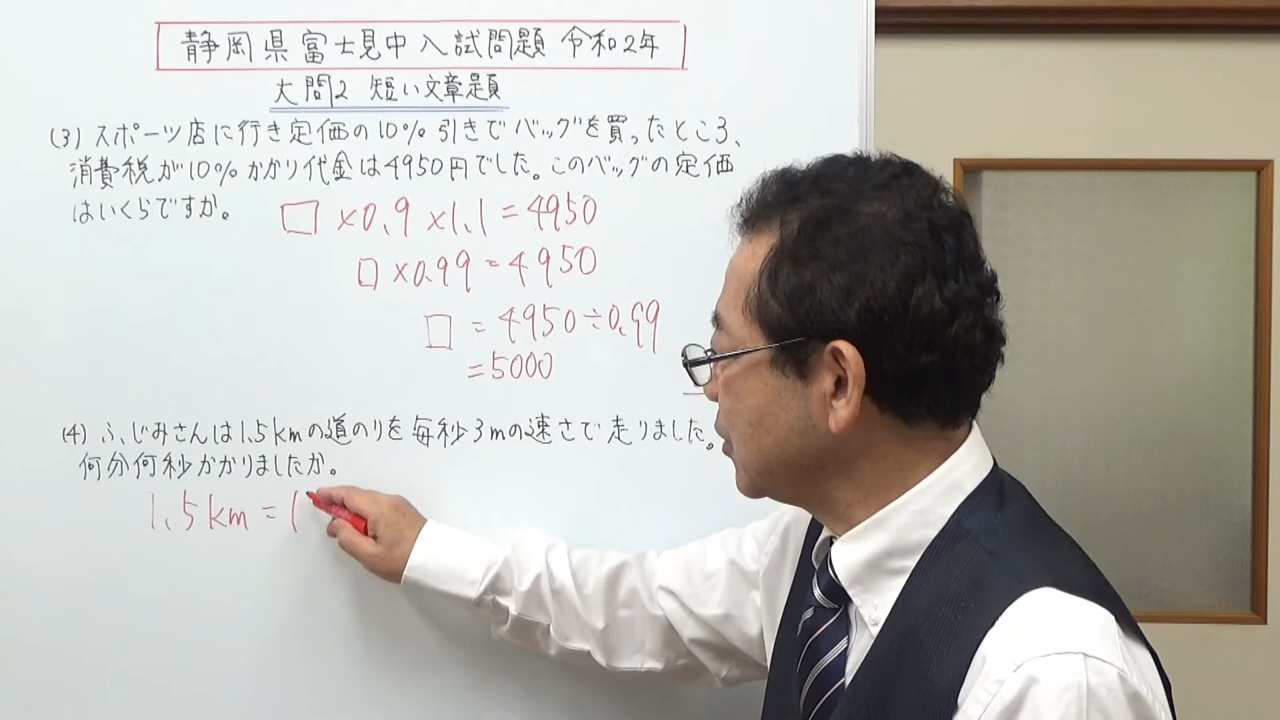 静岡県富士見中入試問題 令和2年
大問2 短い文章題
(3) スポーツ店に行き定価の10%引きでバッグを買ったところ、
消費税が10%かかり代金は4950円でした。このバッグの定価
はいくらですか。
□×0.9×1.1=4950
□×0.99=4950
□=4950÷0.99
=5000
(4) ふじみさんは1.5kmの道のりを毎秒3mの速さで走りました。
何分何秒かかりましたか。
1.5km=1